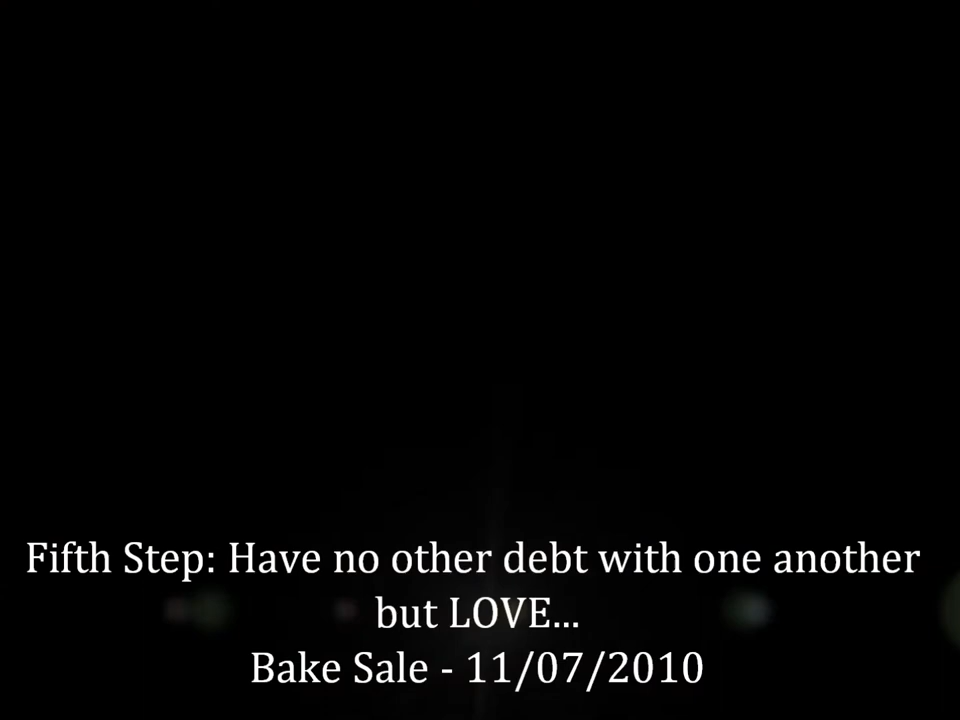 Fifth Step: Have no other debt with one another
but LOVE...
Bake Sale - 11/07/2010